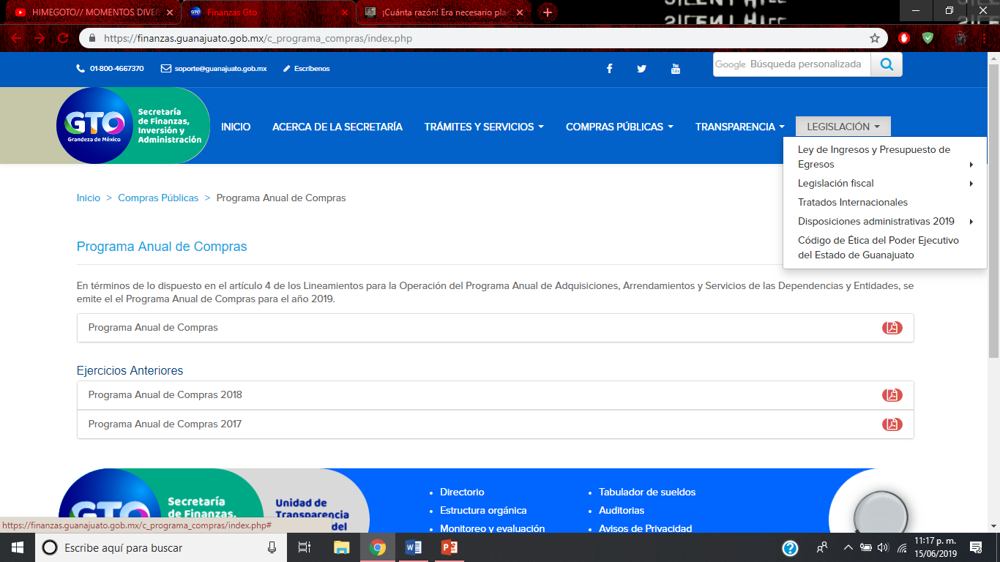 HIMEGOTO// MOMENTOS DIVE
Finanzas Gto
¡Cuánta razón! Era necesario pla
https://finanzas.guanajuato.gob.mx/c_programa_compras/index.php
01-800-4667370
soporte@guanajuato.gob.mx
Escríbenos
Google Búsqueda personalizada
GTO
Grandeza de México
Secretaría
de Finanzas,
Inversión y
Administración
INICIO
ACERCA DE LA SECRETARÍA
TRÁMITES Y SERVICIOS
COMPRAS PÚBLICAS
TRANSPARENCIA
LEGISLACIÓN
Ley de Ingresos y Presupuesto de
Egresos
Legislación fiscal
Tratados Internacionales
Disposiciones administrativas 2019
Código de Ética del Poder Ejecutivo
del Estado de Guanajuato
Inicio > Compras Públicas > Programa Anual de Compras
Programa Anual de Compras
En términos de lo dispuesto en el artículo 4 de los Lineamientos para la Operación del Programa Anual de Adquisiciones, Arrendamientos y Servicios de las Dependencias y Entidades, se
emite el el Programa Anual de Compras para el año 2019.
Programa Anual de Compras
Ejercicios Anteriores
Programa Anual de Compras 2018
Programa Anual de Compras 2017
GTO
Secretaría
de Finanzas,
Unidad de
Transparencia
del
Directorio
Estructura orgánica
Monitoreo y evaluación
Tabulador de sueldos
Auditorias
Avisos de Privacidad
https://finanzas.guanajuato.gob.mx/c_programa_compras/index.php#
Escribe aquí para buscar
11:17 p. m.
15/06/2019